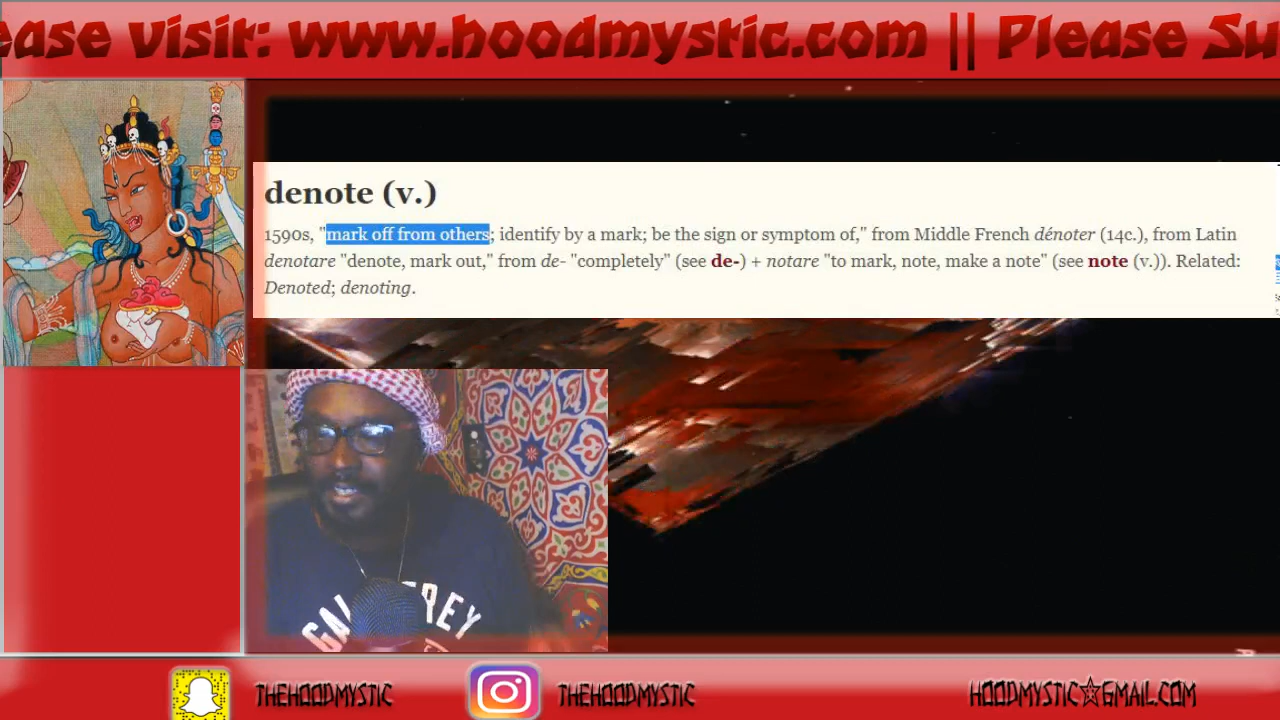 ease visit: www.hoodmystic.com || Please Su
denote (v.)
1590s, "mark off from others; identify by a mark; be the sign or symptom of," from Middle French dénoter (14c.), from Latin
denotare "denote, mark out," from de- "completely" (see de-) + notare "to mark, note, make a note" (see note (v.)). Related:
Denoted; denoting.
THEHOODMYSTIC
THEHOODMYSTIC
HOODMYSTIC☆GMAIL.COM